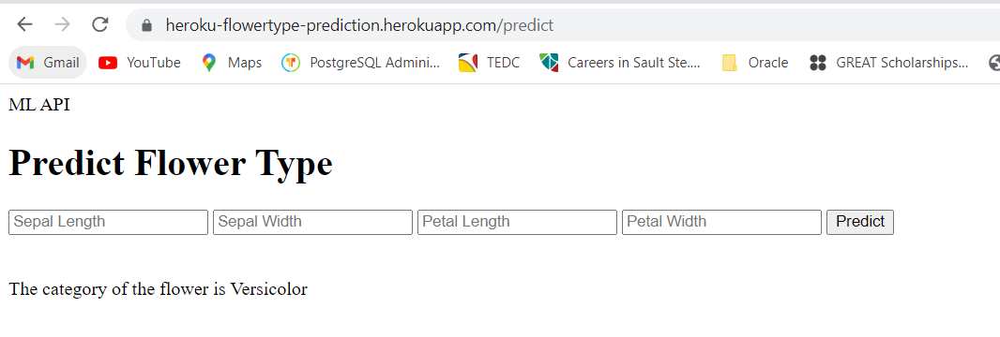 heroku-flowertype-prediction.herokuapp.com/predict
Gmail YouTube Maps PostgreSQL Admini... TEDC Careers in Sault Ste.... Oracle GREAT Scholarships...
ML API
Predict Flower Type
Sepal Length Sepal Width Petal Length Petal Width Predict
The category of the flower is Versicolor